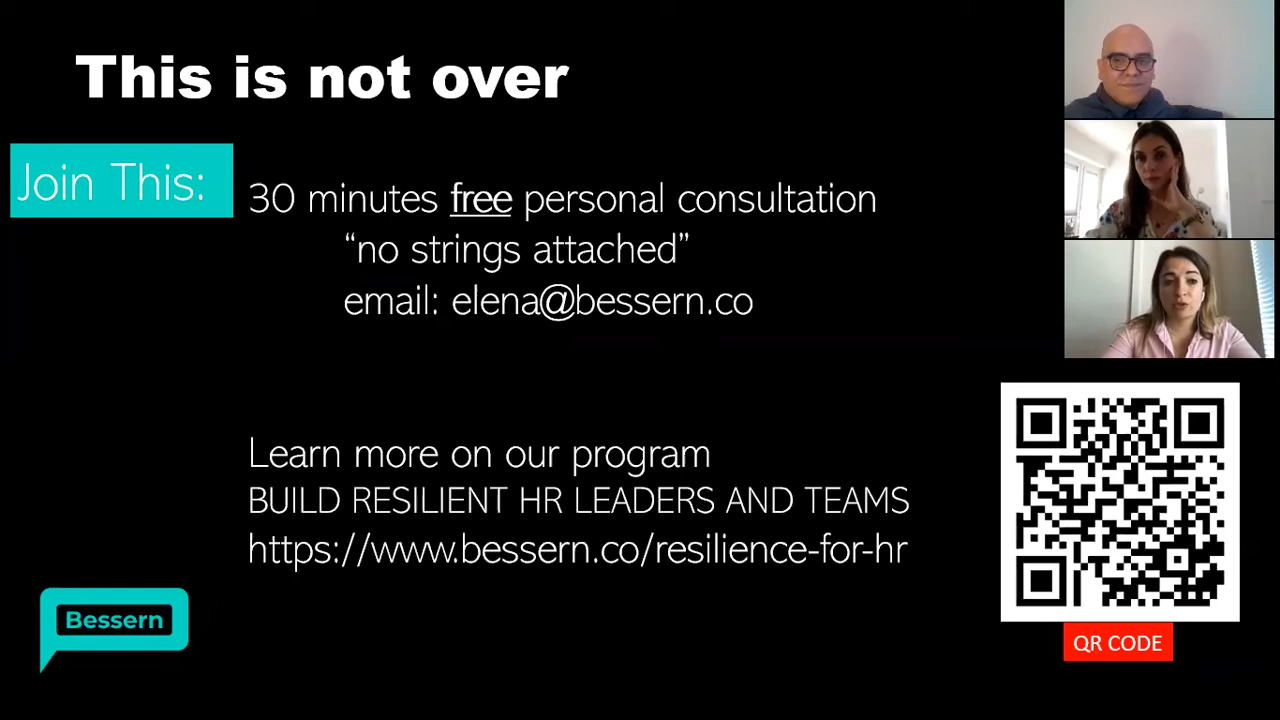 This is not over
Join This:
30 minutes free personal consultation
“no strings attached”
email: elena@bessern.co
Learn more on our program
BUILD RESILIENT HR LEADERS AND TEAMS
https://www.bessern.co/resilience-for-hr
Bessern
QR CODE